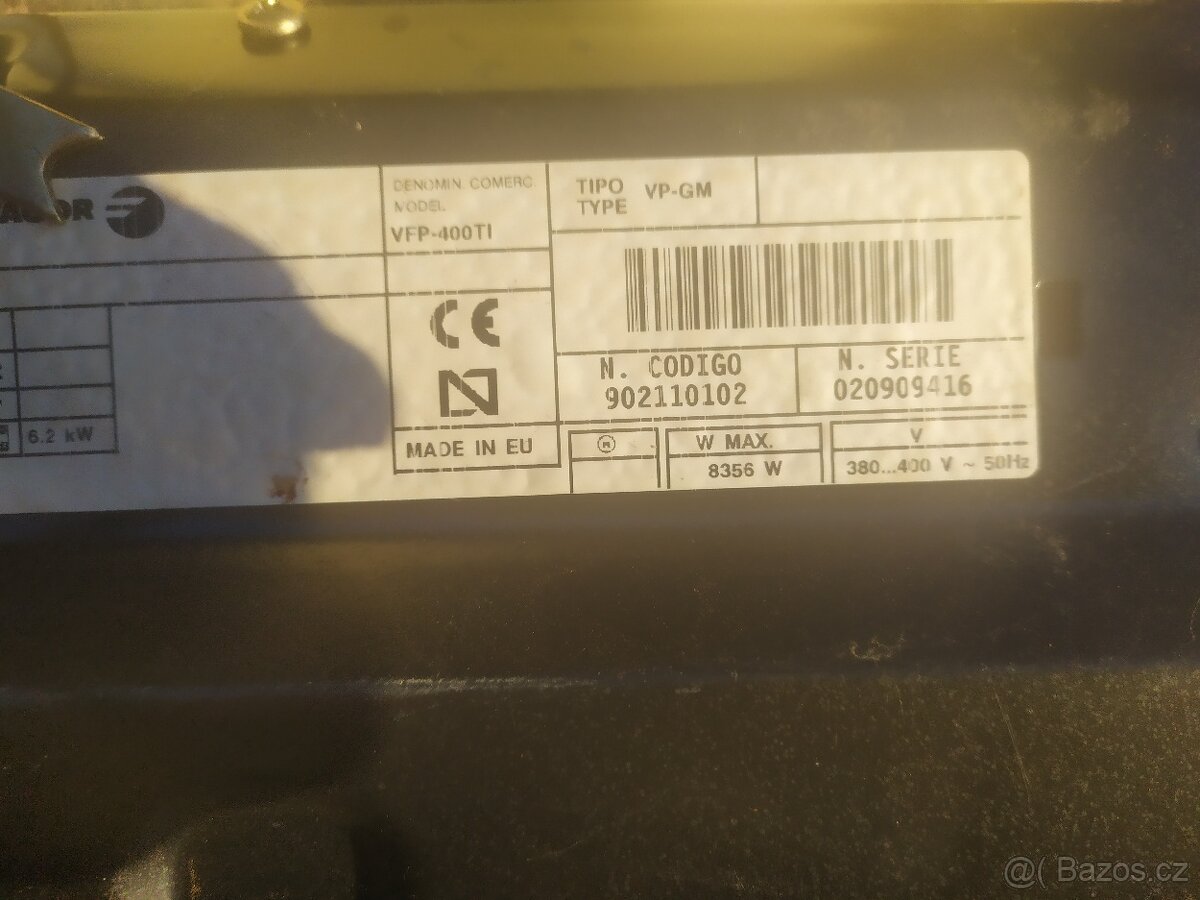 DENOMIN. COMERC.
MODEL
VFP-400TI
TIPO
TYPE
VP-GM
CE
N
MADE IN EU
6.2 kW
N. CODIGO
902110102
N. SERIE
020909416
W MAX.
8356 W
V
380...400 V ~ 50Hz
@( Bazos.cz